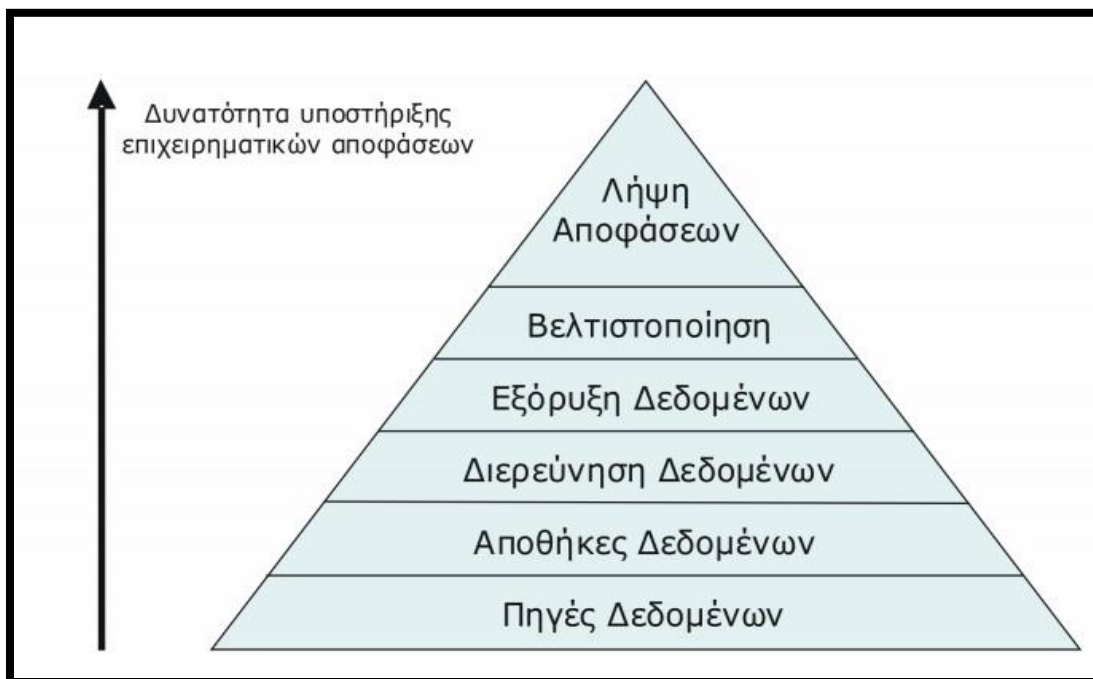 Δυνατότητα υποστήριξης
επιχειρηματικών αποφάσεων
Λήψη
Αποφάσεων
Βελτιστοποίηση
Εξόρυξη Δεδομένων
Διερεύνηση Δεδομένων
Αποθήκες Δεδομένων
Πηγές Δεδομένων